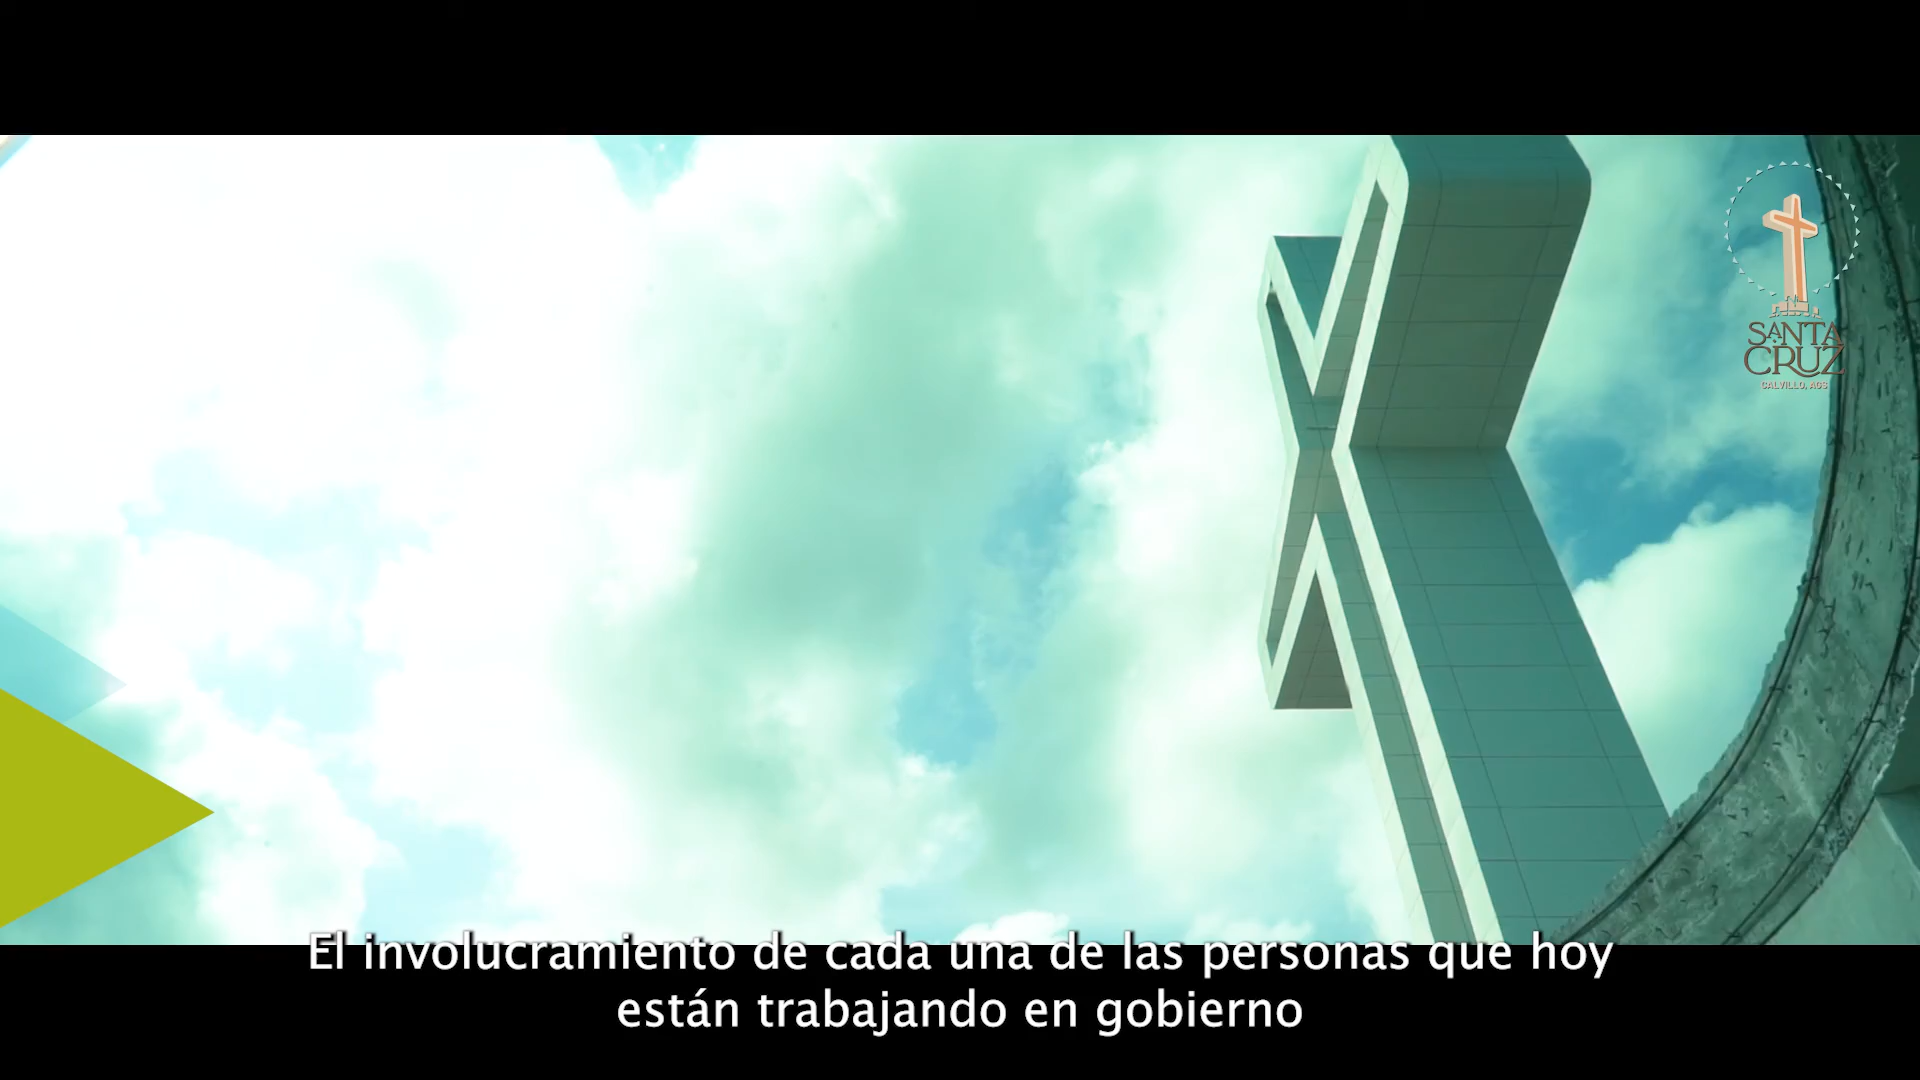 SANTA
CRUZ
CALVILLO, AGS
El involucramiento de cada una de las personas que hoy
están trabajando en gobierno